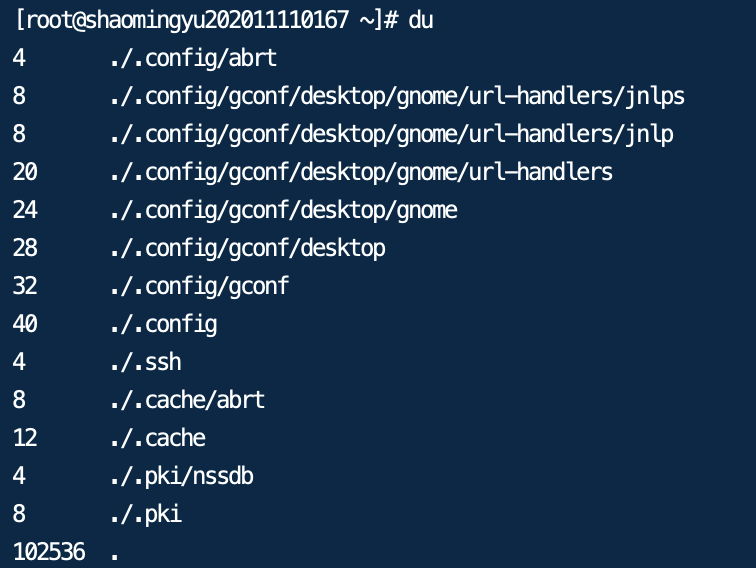 [root@shaomingyu202011110167 ~]# du
4       ./.config/abrt
8       ./.config/gconf/desktop/gnome/url-handlers/jnlps
8       ./.config/gconf/desktop/gnome/url-handlers/jnlp
20      ./.config/gconf/desktop/gnome/url-handlers
24      ./.config/gconf/desktop/gnome
28      ./.config/gconf/desktop
32      ./.config/gconf
40      ./.config
4       ./.ssh
8       ./.cache/abrt
12      ./.cache
4       ./.pki/nssdb
8       ./.pki
102536  .